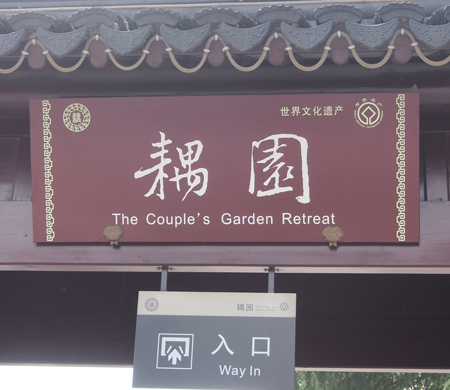 世界文化遗产
耦園
The Couple's Garden Retreat
耦园
入口
Way In